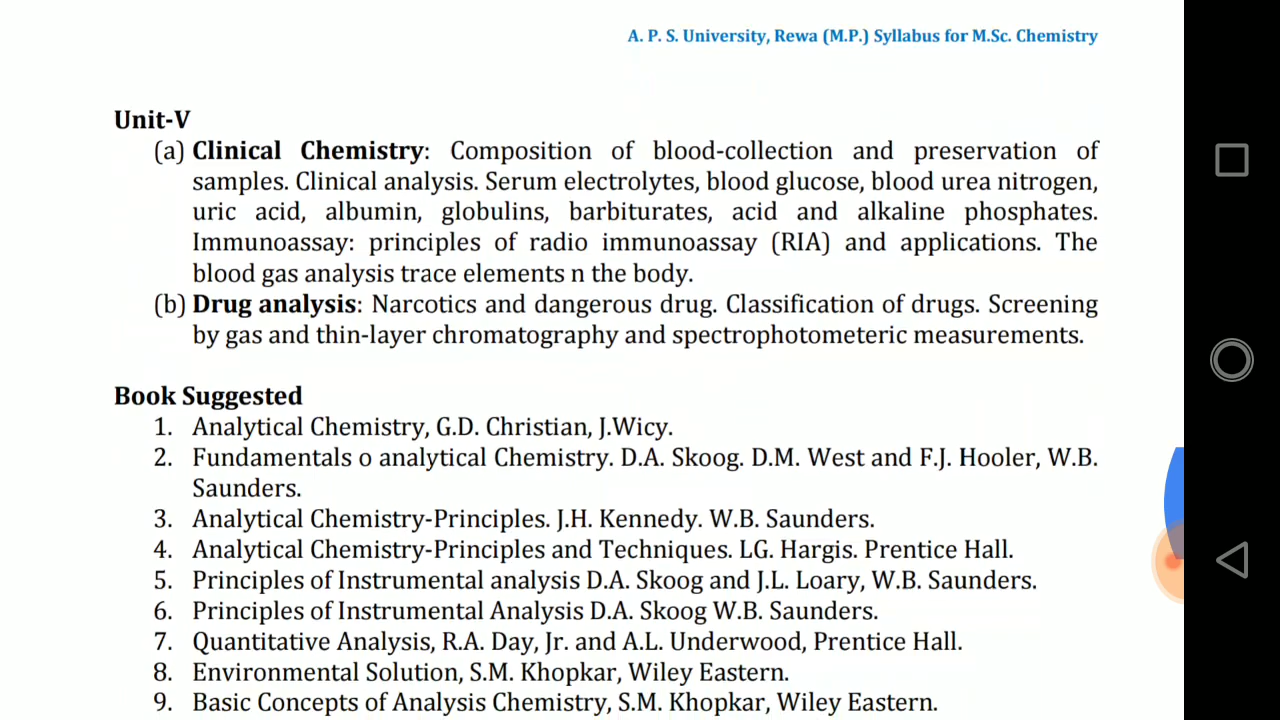 A. P. S. University, Rewa (M.P.) Syllabus for M.Sc. Chemistry
Unit-V
(a) Clinical Chemistry: Composition of blood-collection and preservation of
samples. Clinical analysis. Serum electrolytes, blood glucose, blood urea nitrogen,
uric acid, albumin, globulins, barbiturates, acid and alkaline phosphates.
Immunoassay: principles of radio immunoassay (RIA) and applications. The
blood gas analysis trace elements n the body.
(b) Drug analysis: Narcotics and dangerous drug. Classification of drugs. Screening
by gas and thin-layer chromatography and spectrophotometeric measurements.
Book Suggested
1. Analytical Chemistry, G.D. Christian, J.Wicy.
2. Fundamentals o analytical Chemistry. D.A. Skoog. D.M. West and F.J. Hooler, W.B.
Saunders.
3. Analytical Chemistry-Principles. J.H. Kennedy. W.B. Saunders.
4. Analytical Chemistry-Principles and Techniques. LG. Hargis. Prentice Hall.
5. Principles of Instrumental analysis D.A. Skoog and J.L. Loary, W.B. Saunders.
6. Principles of Instrumental Analysis D.A. Skoog W.B. Saunders.
7. Quantitative Analysis, R.A. Day, Jr. and A.L. Underwood, Prentice Hall.
8. Environmental Solution, S.M. Khopkar, Wiley Eastern.
9. Basic Concepts of Analysis Chemistry, S.M. Khopkar, Wiley Eastern.